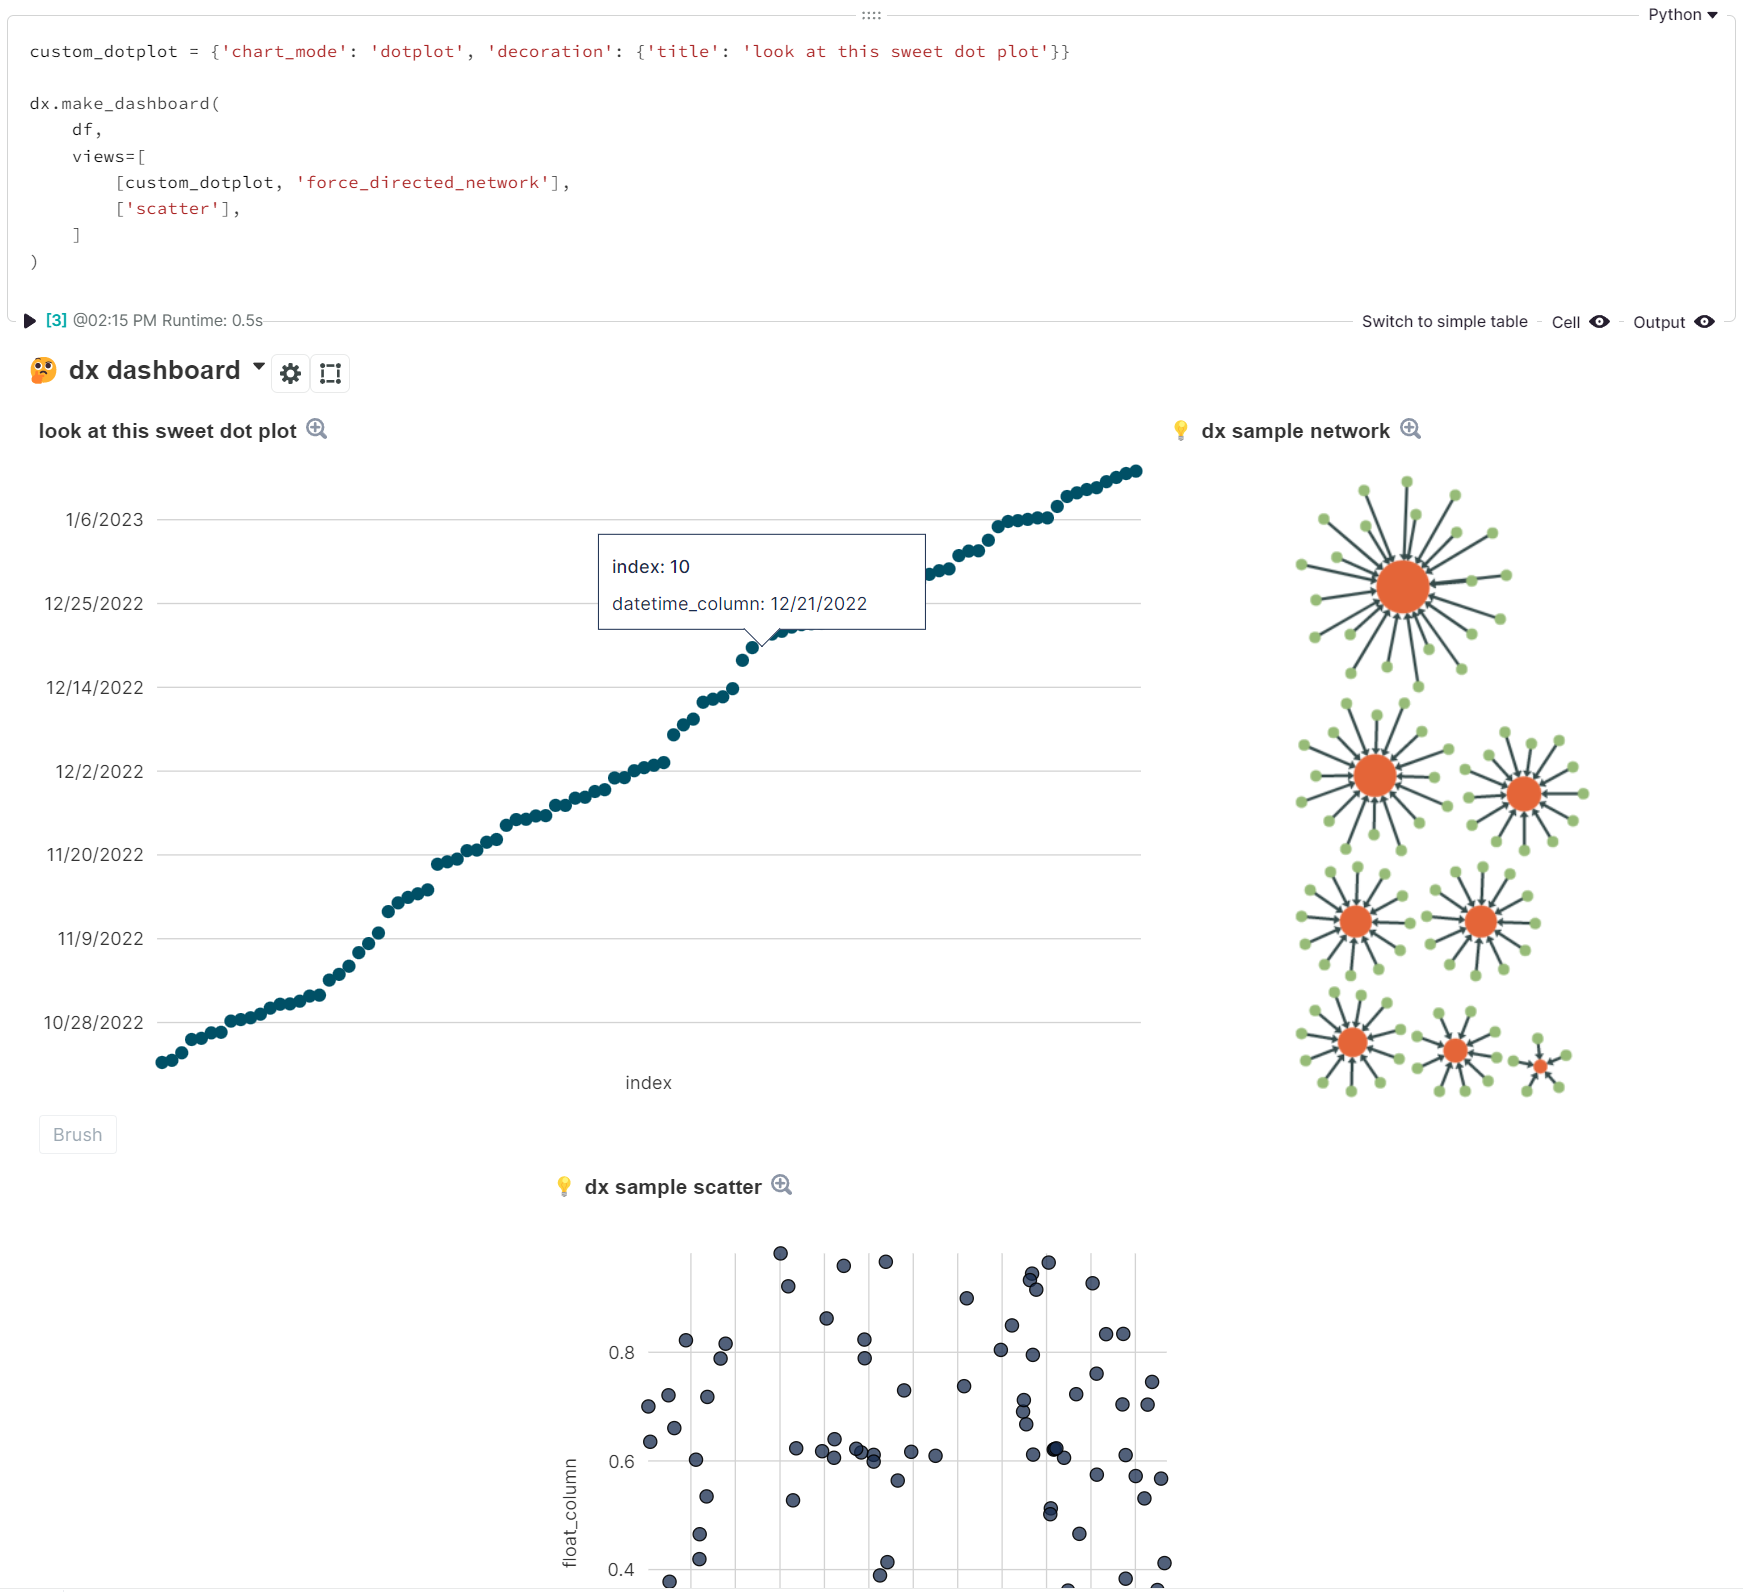 Python
custom_dotplot = {'chart_mode': 'dotplot', 'decoration': {'title': 'look at this sweet dot plot'}}
dx.make_dashboard(
    df,
    views=[
        [custom_dotplot, 'force_directed_network'],
        ['scatter'],
    ]
)
[3] @02:15 PM Runtime: 0.5s
Switch to simple table
Cell
Output
dx dashboard
look at this sweet dot plot
1/6/2023
12/25/2022
12/14/2022
12/2/2022
11/20/2022
11/9/2022
10/28/2022
index: 10
datetime_column: 12/21/2022
index
Brush
dx sample network
dx sample scatter
0.8
0.6
0.4
float_column